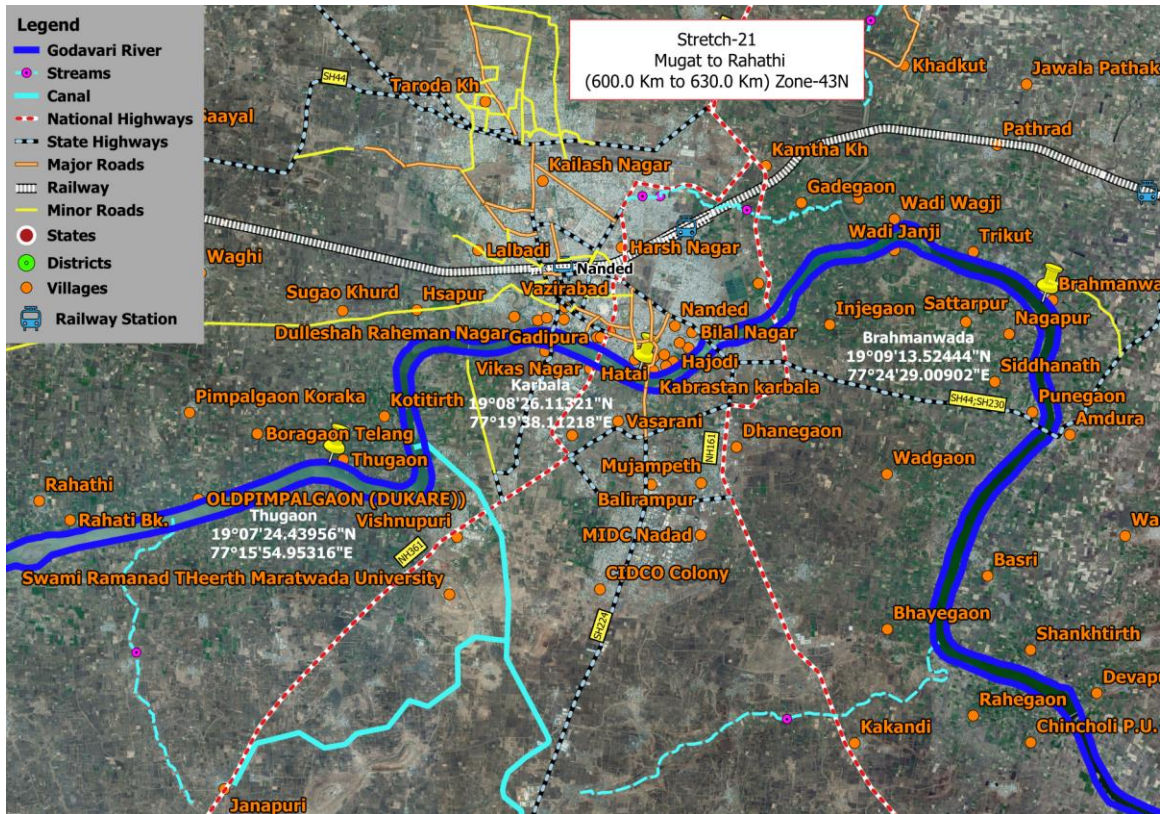 Legend
Godavari River
Streams
Canal
National Highways
State Highways
Major Roads
Railway
Minor Roads
States
Districts
Villages
Railway Station
Stretch-21
Mugat to Rahathi
(600.0 Km to 630.0 Km) Zone-43N
SH44
Taroda Kh
Saayal
Khadkut
Jawala Pathak
Pathrad
Kailash Nagar
Kamtha Kh
Gadegaon
Wadi Wagji
Wadi Janji
Trikut
Lalbadi
Harsh Nagar
Nanded
Waghi
Sugao Khurd
Hsapur
Vazirabad
Nanded
Brahmanwa
Injegaon
Sattarpur
Nagapur
Dulleshah Raheman Nagar
Gadipura
Bilal Nagar
Brahmanwada
19°09'13.52444"N
77°24'29.00902"E
Siddhanath
Vikas Nagar
Hatai
Hajodi
Karbala
19°08'26.11321"N
77°19'38.11218"E
Kabrastan karbala
SH44;SH230
Punegaon
Amdura
Pimpalgaon Koraka
Kotitirth
Boragaon Telang
Vasarani
Dhanegaon
NH161
Thugaon
Mujampeth
Wadgaon
Rahathi
OLDPIMPALGAON (DUKARE))
Balirampur
Rahati Bk.
Thugaon
19°07'24.43956"N
77°15'54.95316"E
Vishnupuri
MIDC Nadad
Wa
NH361
Swami Ramanad THeerth Maratwada University
CIDCO Colony
Basri
SH224
Bhayegaon
Shankhtirth
Devapu
Rahegaon
Kakandi
Chincholi P.U.
Janapuri